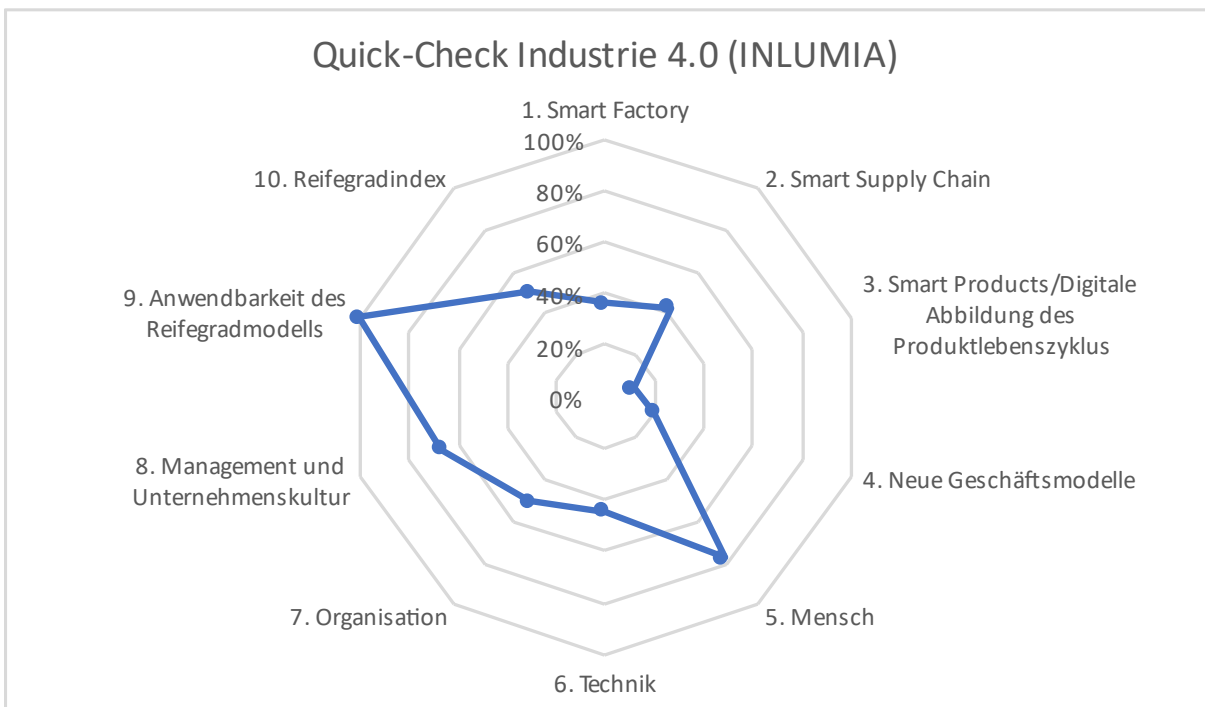 Quick-Check Industrie 4.0 (INLUMIA)
1. Smart Factory
100%
80%
60%
40%
20%
0%
2. Smart Supply Chain
3. Smart Products/Digitale
Abbildung des
Produktlebenszyklus
4. Neue Geschäftsmodelle
5. Mensch
6. Technik
7. Organisation
8. Management und
Unternehmenskultur
9. Anwendbarkeit des
Reifegradmodells
10. Reifegradindex